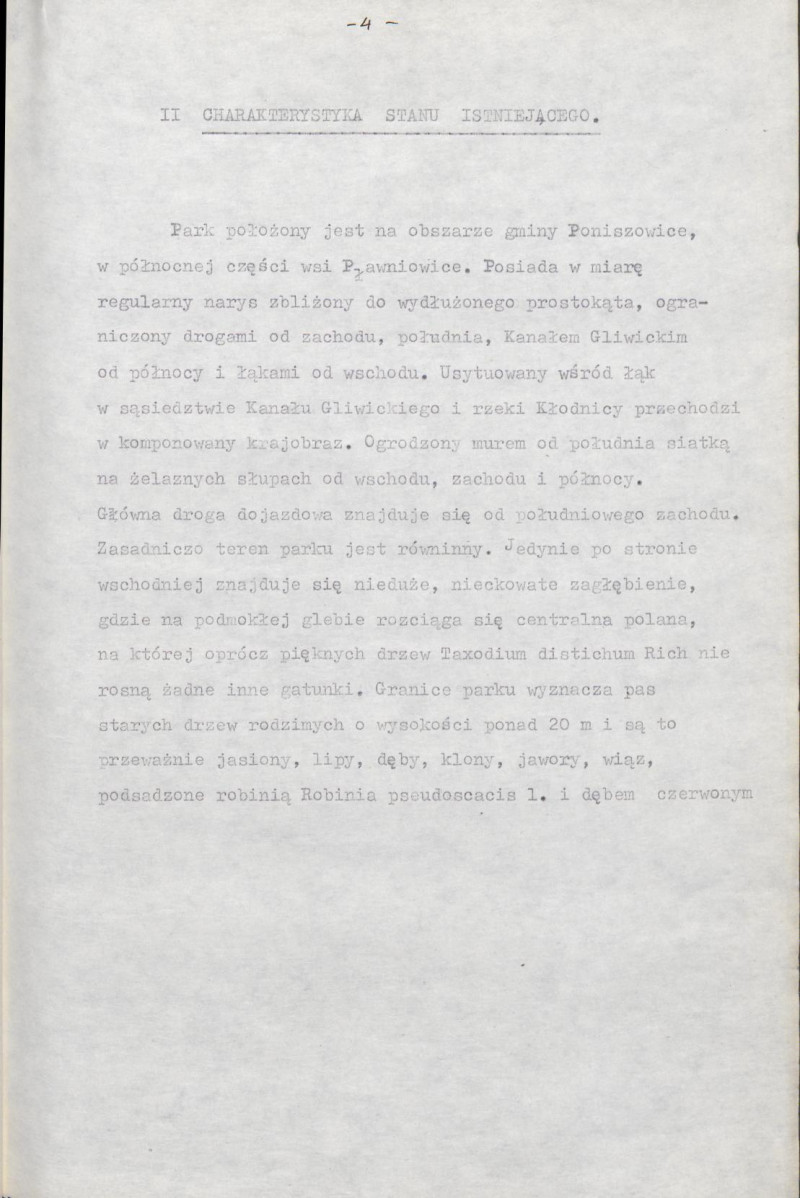 -4 -
II CHARAKTERYSTYKA STANU ISTNIEJĄCEGO.
Park położony jest na obszarze gminy Poniszowice,
w północnej części wsi Pławniowice. Posiada w miarę
regularny narys zbliżony do wydłużonego prostokąta, ogra-
niczony drogami od zachodu, południa, Kanałem Gliwickim
od północy i łąkami od wschodu. Usytuowany wśród łąk
w sąsiedztwie Kanału Gliwickiego i rzeki Kłodnicy przechodzi
w komponowany krajobraz. Ogrodzony murem od południa siatką
na żelaznych słupach od wschodu, zachodu i północy.
Główna droga dojazdowa znajduje się od południowego zachodu.
Zasadniczo teren parku jest równinny. Jedynie po stronie
wschodniej znajduje się nieduże, nieckowate zagłębienie,
gdzie na podmokłej glebie rozciąga się centralna polana,
na której oprócz pięknych drzew Taxodium distichum Rich nie
rosną żadne inne gatunki. Granice parku wyznacza pas
starych drzew rodzimych o wysokości ponad 20 m i są to
przeważnie jasiony, lipy, dęby, klony, jawory, wiąz,
podsadzone robinią Robinia pseudoscacis l. i dębem czerwonym